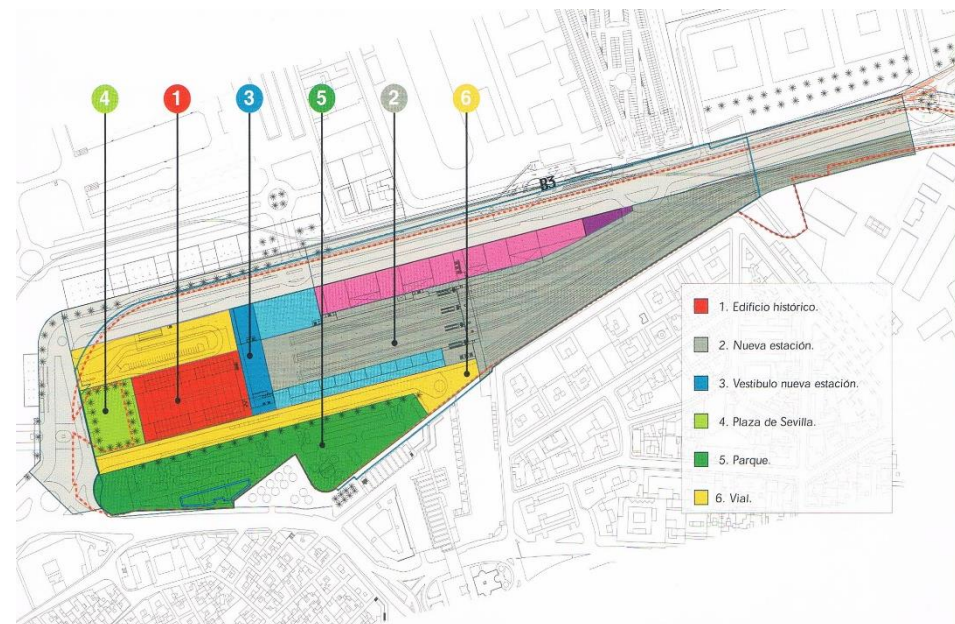 4 1 3 5 2 6
B3
1. Edificio histórico.
2. Nueva estación.
3. Vestíbulo nueva estación.
4. Plaza de Sevilla.
5. Parque.
6. Vial.